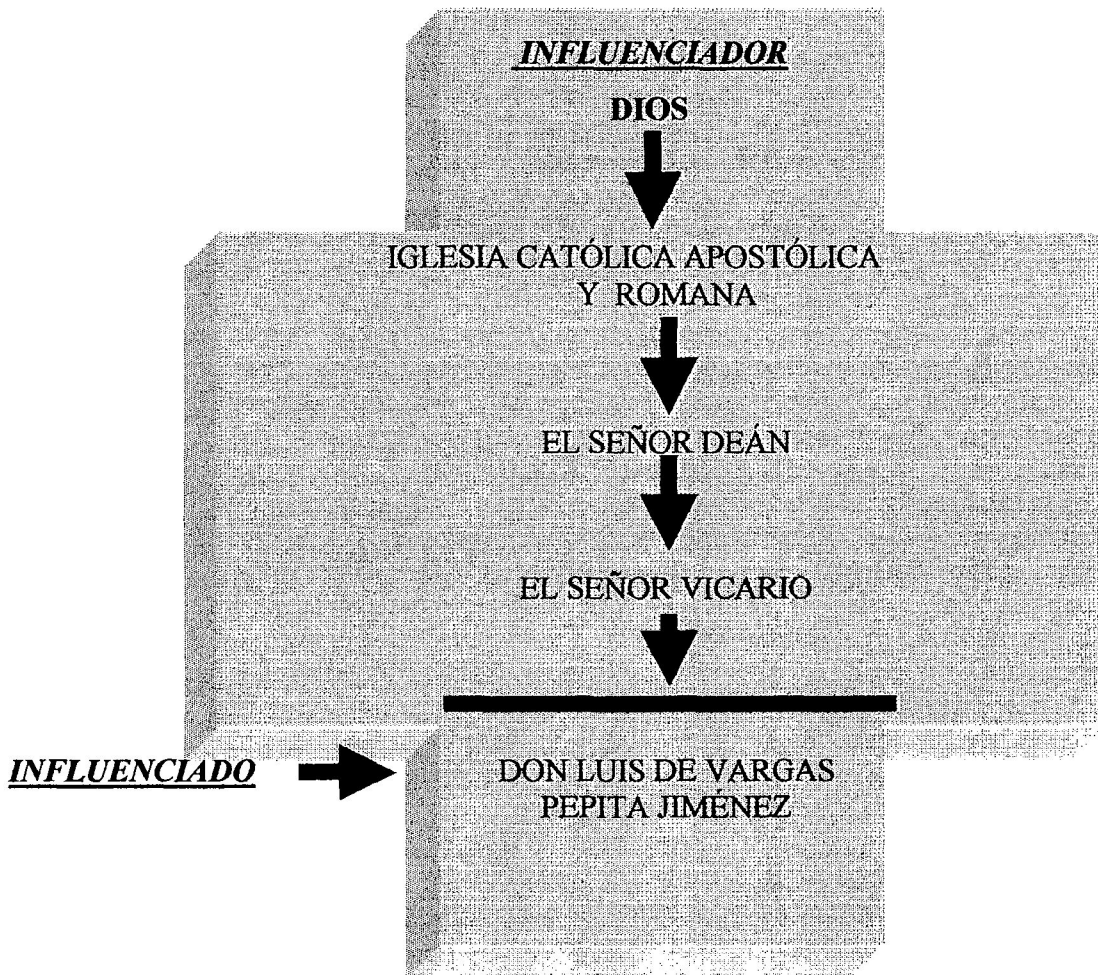 INFLUENCIADOR
DIOS
IGLESIA CATÓLICA APOSTÓLICA
Y ROMANA
EL SEÑOR DEÁN
EL SEÑOR VICARIO
INFLUENCIADO
DON LUIS DE VARGAS
PEPITA JIMÉNEZ